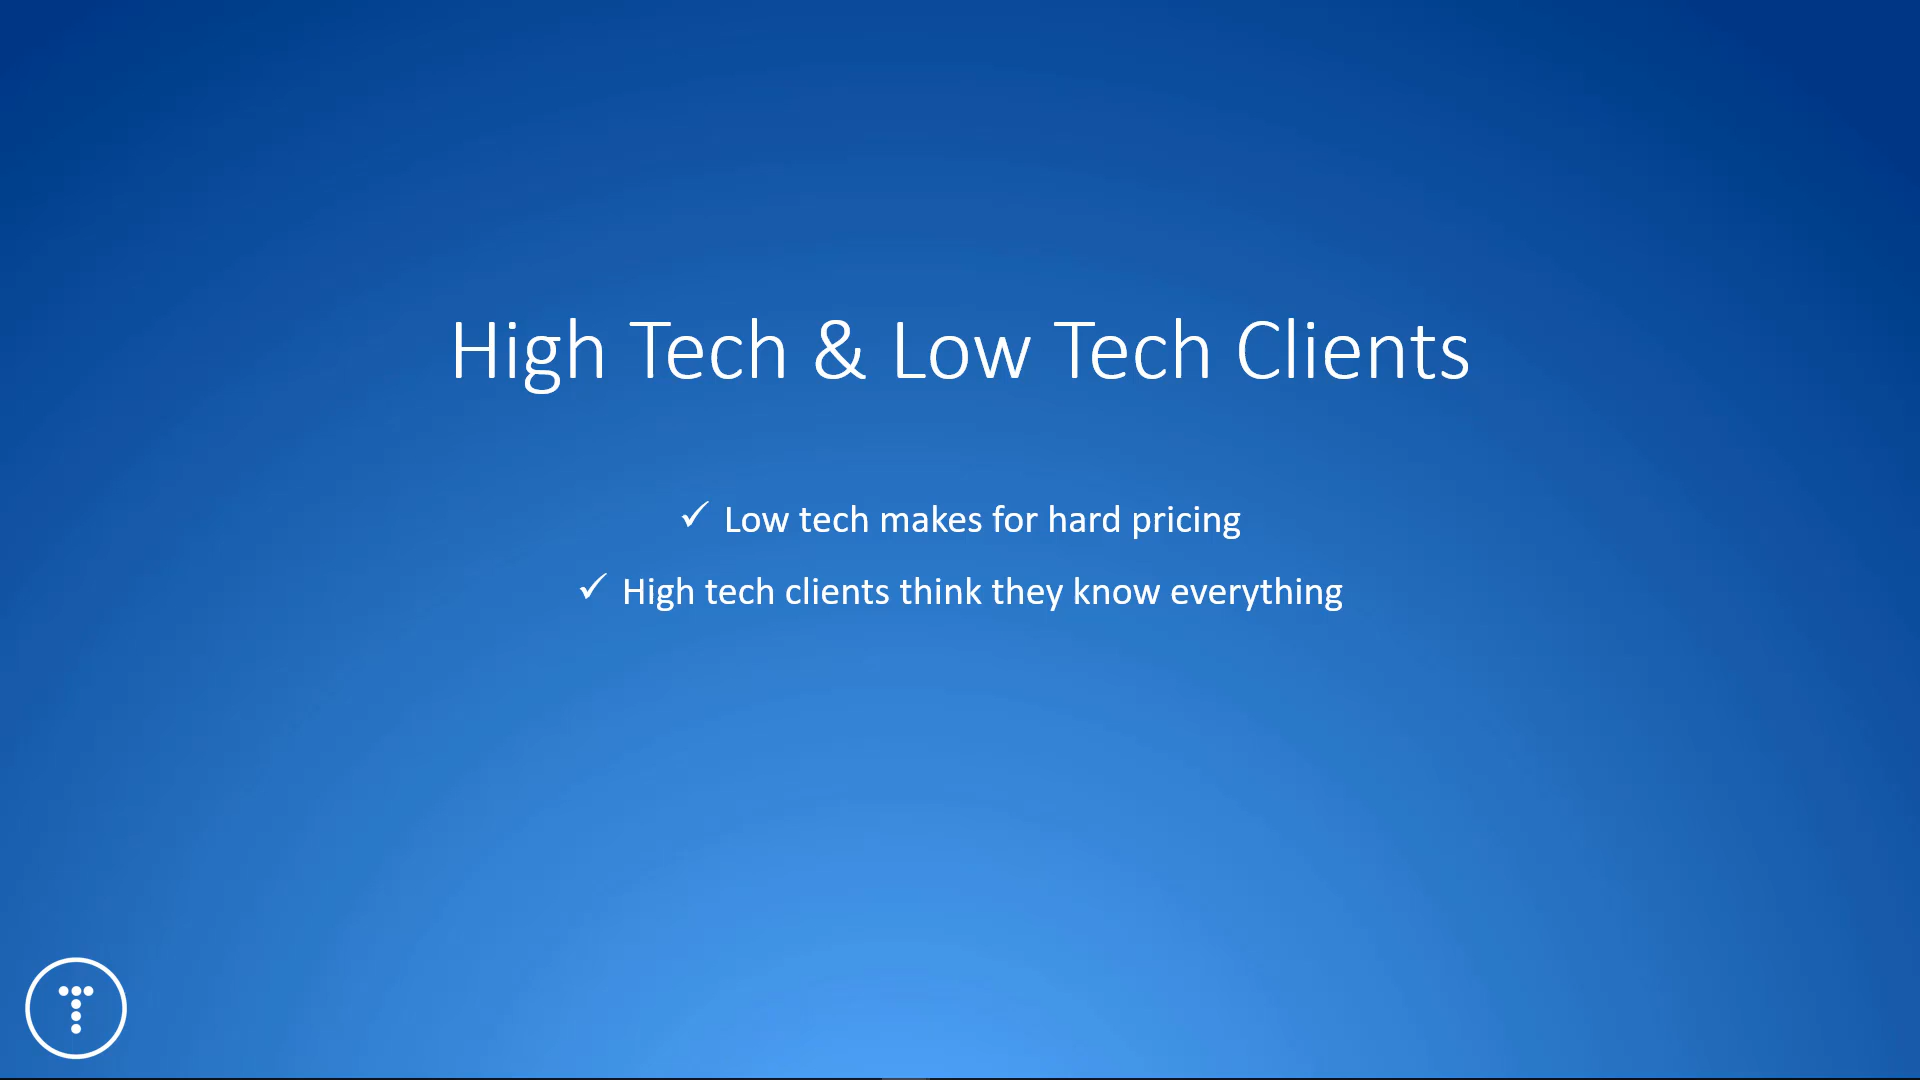 High Tech & Low Tech Clients
✓ Low tech makes for hard pricing
✓ High tech clients think they know everything
T